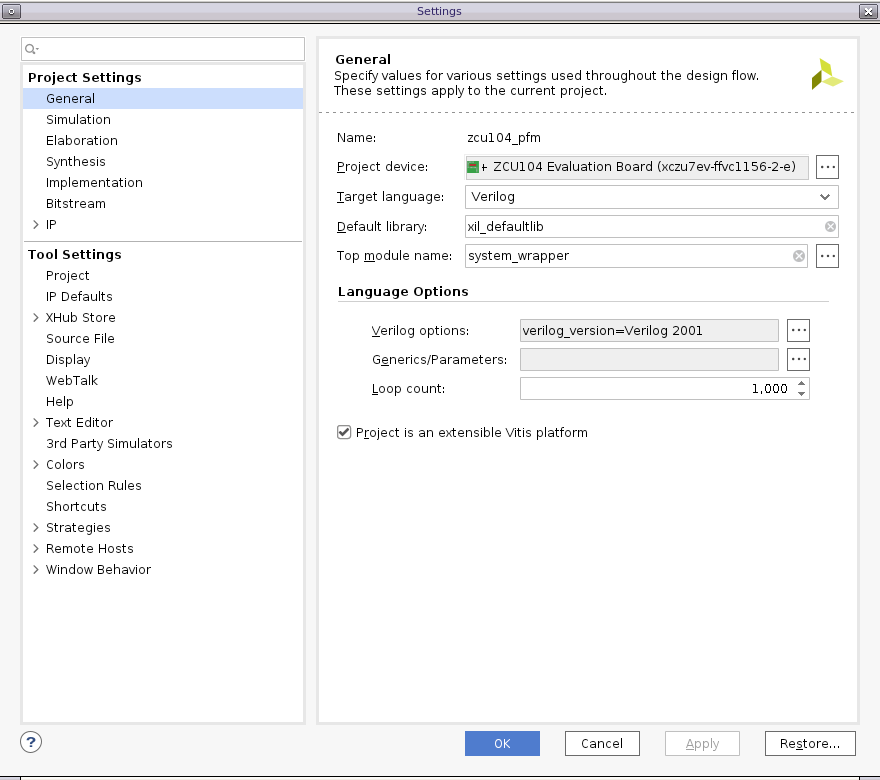 Settings
Project Settings
General
Simulation
Elaboration
Synthesis
Implementation
Bitstream
IP
Tool Settings
Project
IP Defaults
XHub Store
Source File
Display
WebTalk
Help
Text Editor
3rd Party Simulators
Colors
Selection Rules
Shortcuts
Strategies
Remote Hosts
Window Behavior
General
Specify values for various settings used throughout the design flow.
These settings apply to the current project.
Name: zcu104_pfm
Project device: + ZCU104 Evaluation Board (xczu7ev-ffvc1156-2-e) ...
Target language: Verilog
Default library: xil_defaultlib
Top module name: system_wrapper ...
Language Options
Verilog options: verilog_version=Verilog 2001 ...
Generics/Parameters: ...
Loop count: 1,000
Project is an extensible Vitis platform
? OK Cancel Apply Restore...